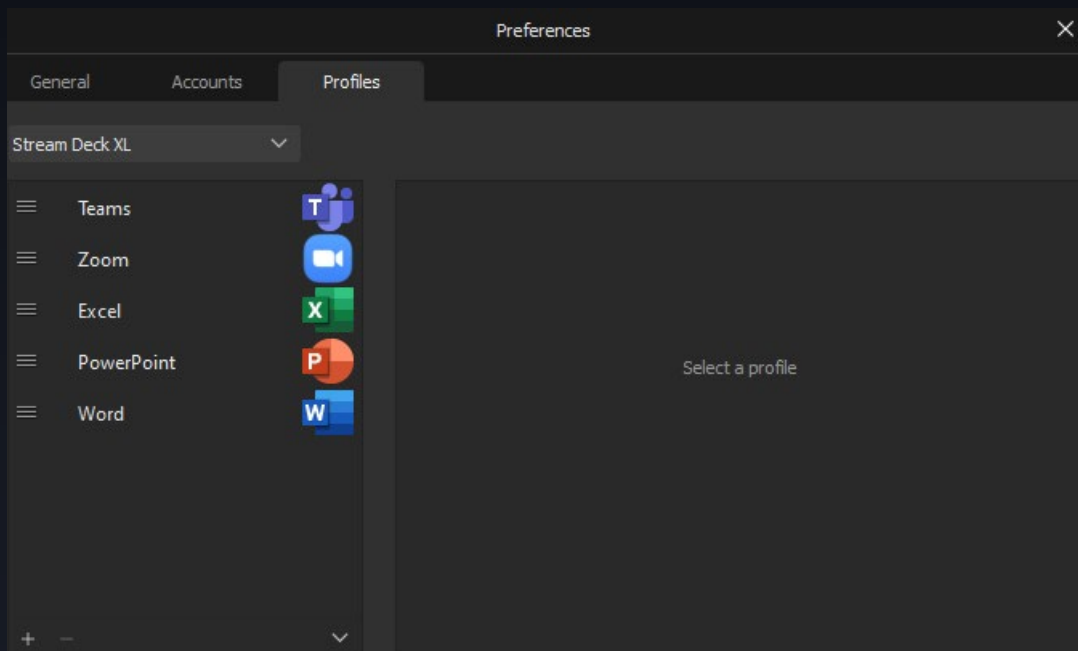 Preferences
General Accounts Profiles
Stream Deck XL
Teams T
Zoom
Excel X
PowerPoint P
Word W
Select a profile